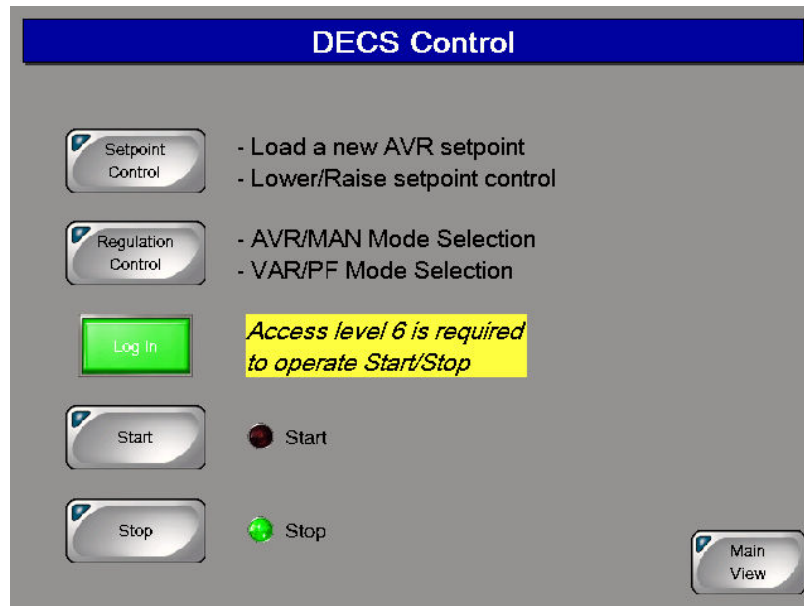 DECS Control
Setpoint
Control
- Load a new AVR setpoint
- Lower/Raise setpoint control
Regulation
Control
- AVR/MAN Mode Selection
- VAR/PF Mode Selection
Log In
Access level 6 is required
to operate Start/Stop
Start
Start
Stop
Stop
Main
View